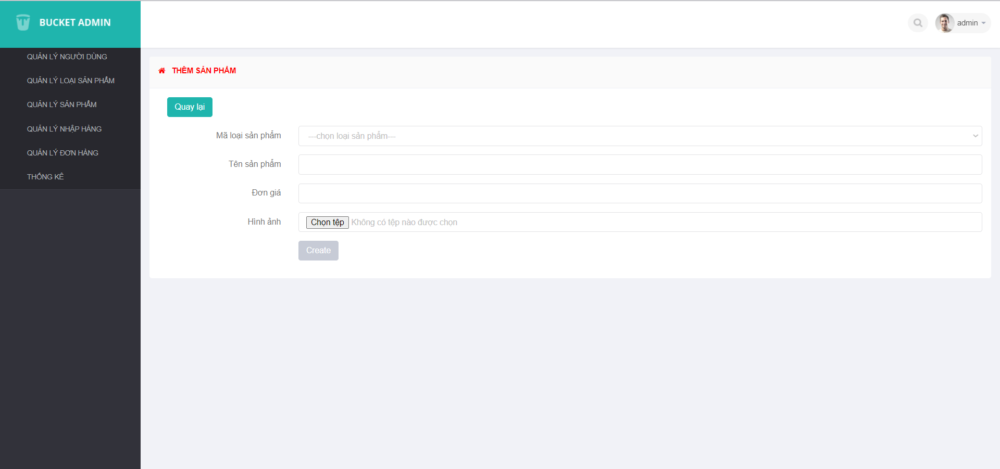 BUCKET ADMIN
admin
QUẢN LÝ NGƯỜI DÙNG
QUẢN LÝ LOẠI SẢN PHẨM
QUẢN LÝ SẢN PHẨM
QUẢN LÝ NHẬP HÀNG
QUẢN LÝ ĐƠN HÀNG
THỐNG KÊ
THÊM SẢN PHẨM
Quay lại
Mã loại sản phẩm
---chọn loại sản phẩm---
Tên sản phẩm
Đơn giá
Hình ảnh
Chọn tệp Không có tệp nào được chọn
Create